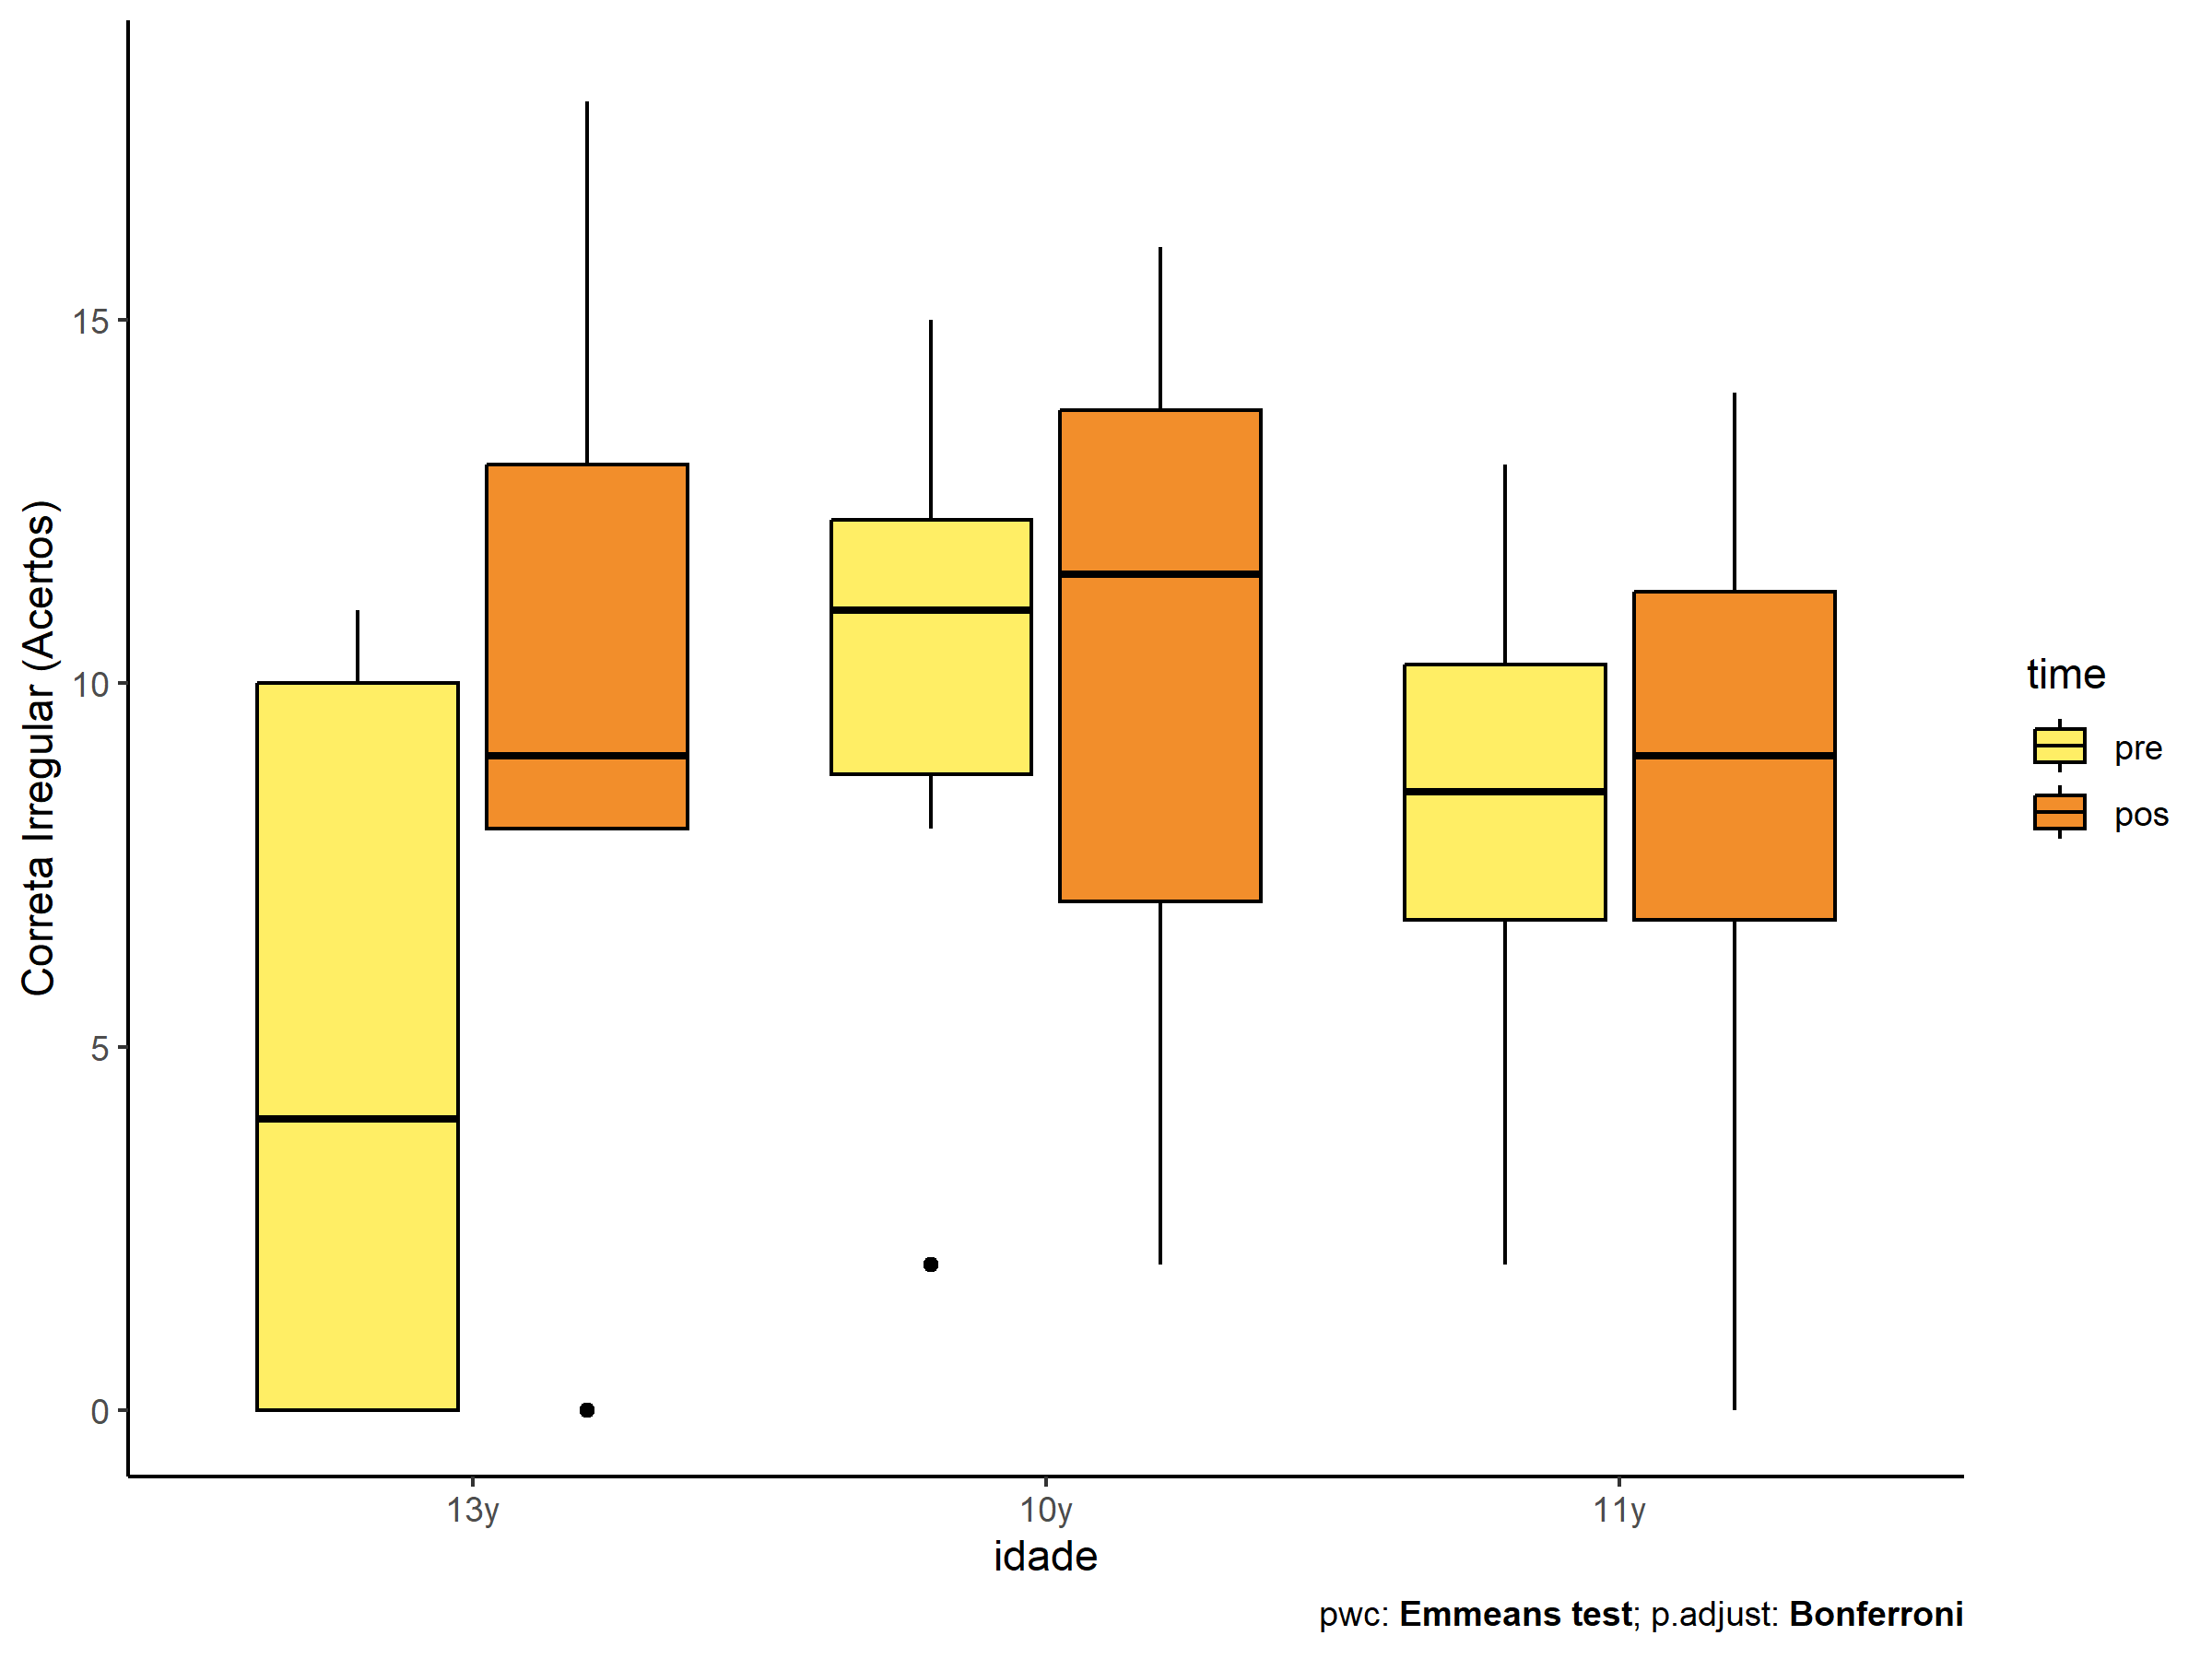 Correta Irregular (Acertos)
15
10
5
0
13y
10y
11y
idade
time
pre
pos
pwc: Emmeans test; p.adjust: Bonferroni